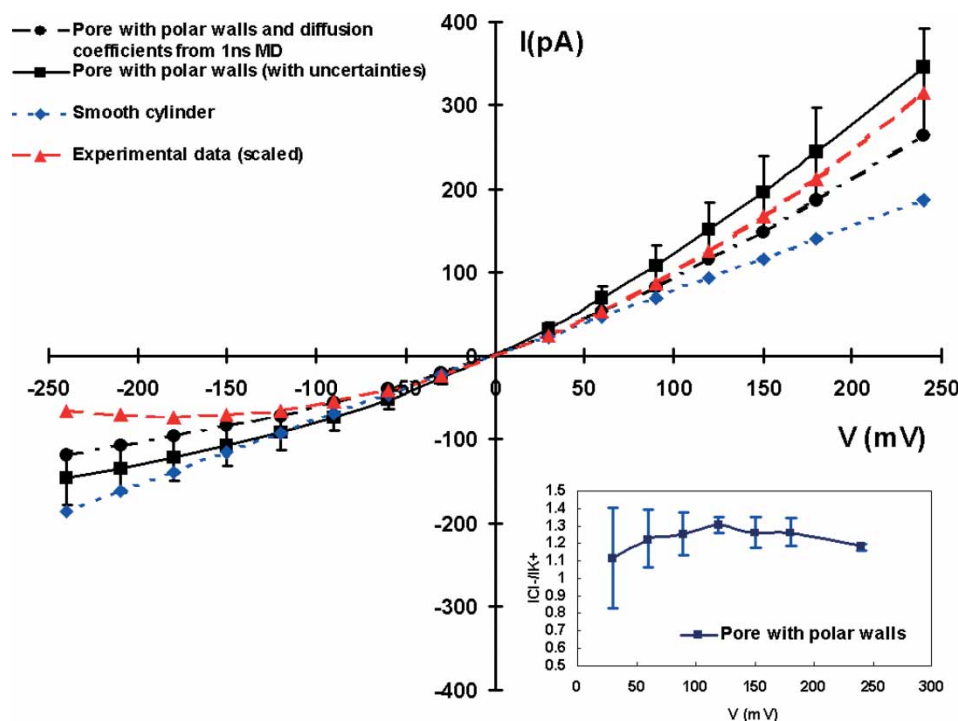 Pore with polar walls and diffusion
coefficients from 1ns MD
Pore with polar walls (with uncertainties)
Smooth cylinder
Experimental data (scaled)
I(pA)
400
300
200
100
0
-250 -200 -150 -100 -50 0 50 100 150 200 250
V (mV)
-100
-200
-300
-400
1.5
1.4
1.3
1.2
1.1
1
0.9
0.8
0.7
0.6
0.5
ICl-/IK+
Pore with polar walls
0 50 100 150 200 250 300
V (mV)